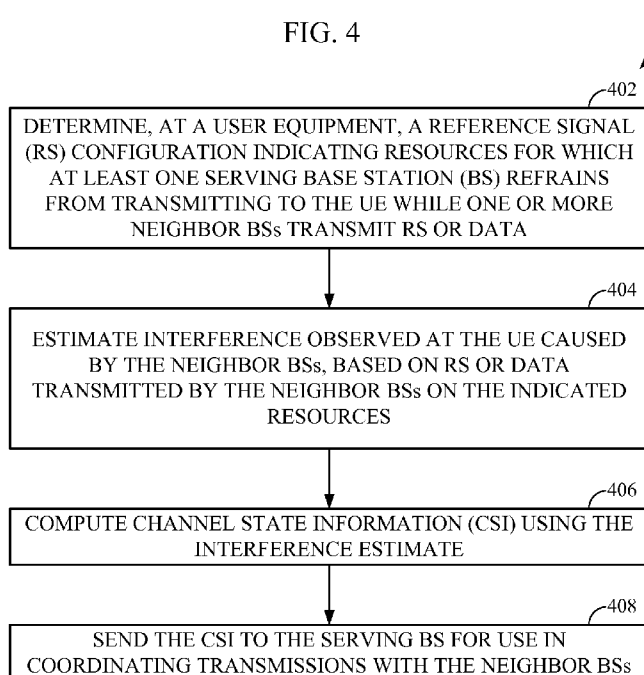 FIG. 4
402
DETERMINE, AT A USER EQUIPMENT, A REFERENCE SIGNAL
(RS) CONFIGURATION INDICATING RESOURCES FOR WHICH
AT LEAST ONE SERVING BASE STATION (BS) REFRAINS
FROM TRANSMITTING TO THE UE WHILE ONE OR MORE
NEIGHBOR BSs TRANSMIT RS OR DATA
404
ESTIMATE INTERFERENCE OBSERVED AT THE UE CAUSED
BY THE NEIGHBOR BSs, BASED ON RS OR DATA
TRANSMITTED BY THE NEIGHBOR BSs ON THE INDICATED
RESOURCES
406
COMPUTE CHANNEL STATE INFORMATION (CSI) USING THE
INTERFERENCE ESTIMATE
408
SEND THE CSI TO THE SERVING BS FOR USE IN
COORDINATING TRANSMISSIONS WITH THE NEIGHBOR BSs